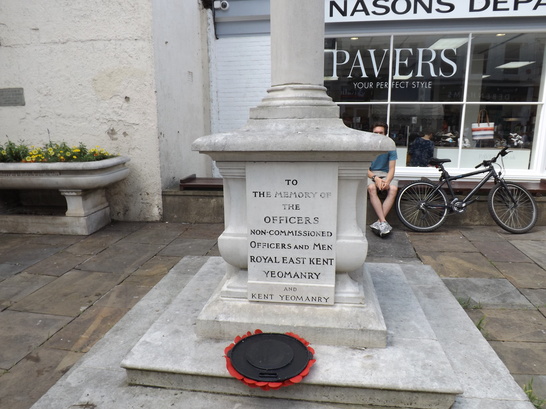 NASONS DEPA
PAVERS
YOUR PERFECT STYLE
TO
THE MEMORY OF
THE
OFFICERS
NON-COMMISSIONED
OFFICERS AND MEN
ROYAL EAST KENT
YEOMANRY
AND
KENT YEOMANRY